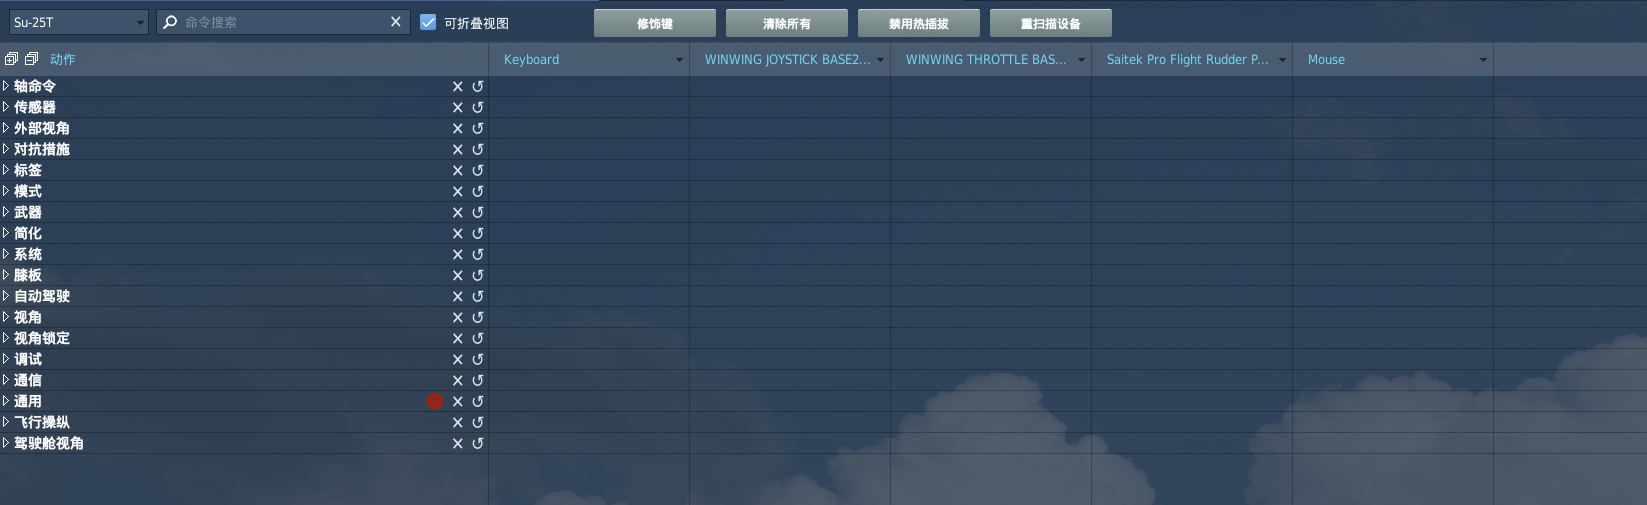 Su-25T 命令搜索 可折叠视图 修饰键 清除所有 禁用热插拔 重扫描设备
动作 Keyboard WINWING JOYSTICK BASE2... WINWING THROTTLE BAS... Saitek Pro Flight Rudder P... Mouse
轴命令
传感器
外部视角
对抗措施
标签
模式
武器
简化
系统
膝板
自动驾驶
视角
视角锁定
调试
通信
通用
飞行操纵
驾驶舱视角